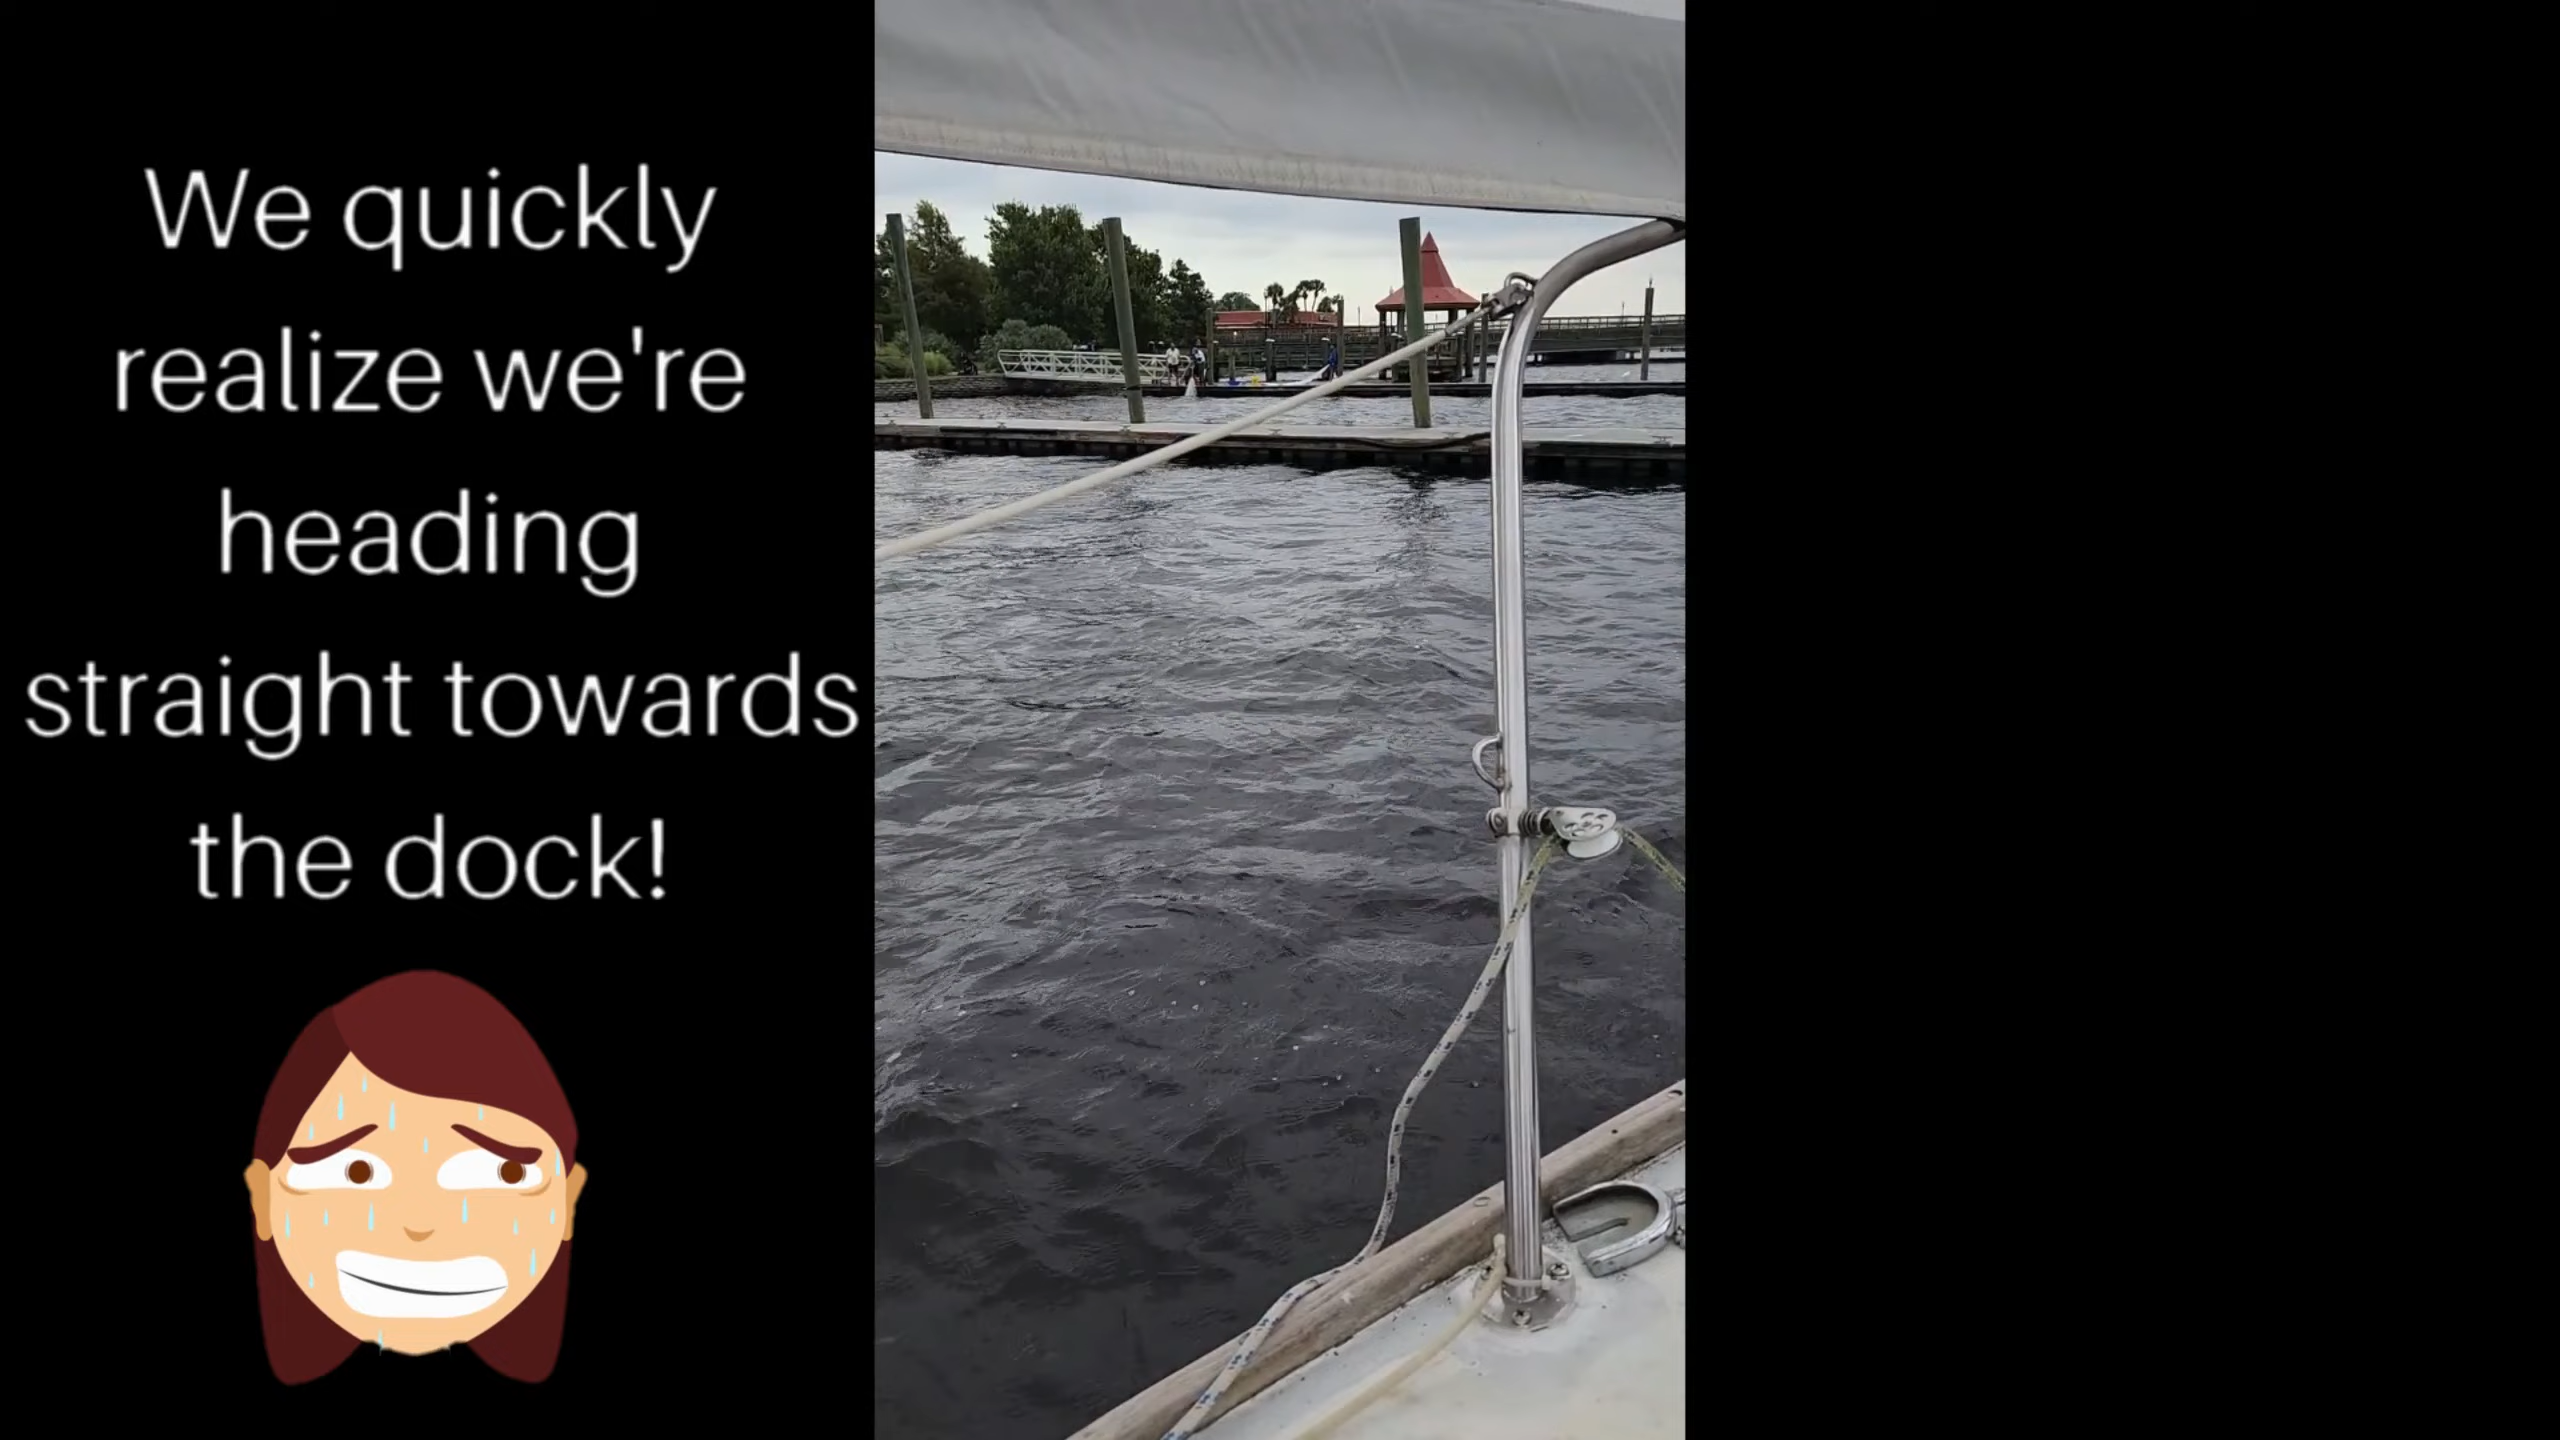 We quickly
realize we're
heading
straight towards
the dock!